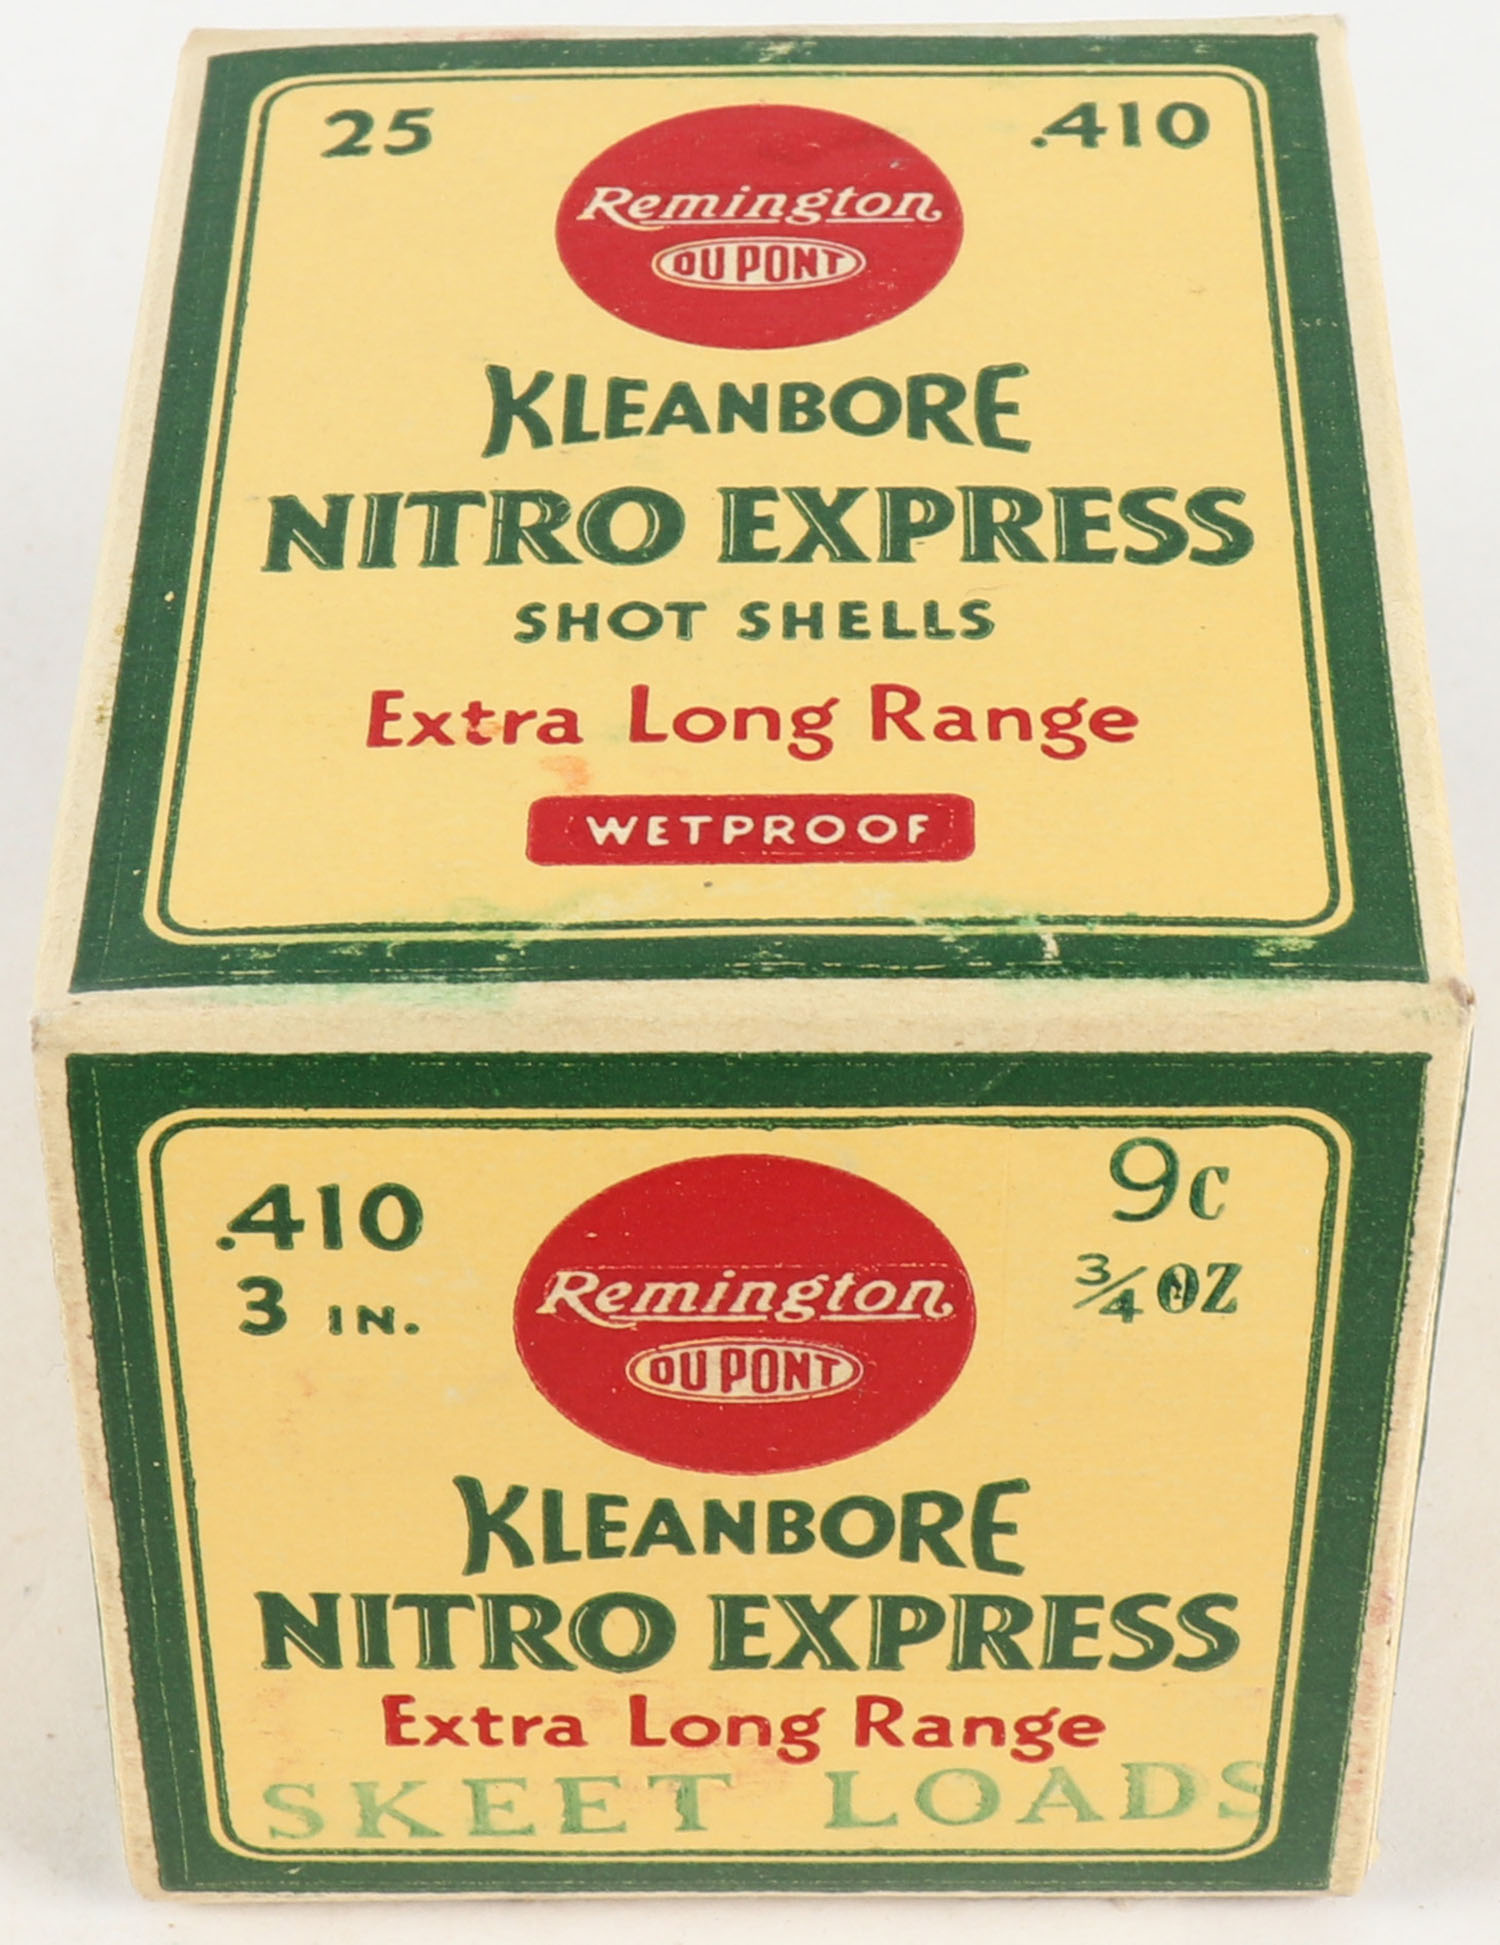 25 .410
Remington
DU PONT
KLEANBORE
NITRO EXPRESS
SHOT SHELLS
Extra Long Range
WETPROOF
.410 9C
3 IN. 3/4 OZ
Remington
DU PONT
KLEANBORE
NITRO EXPRESS
Extra Long Range
SKEET LOADS